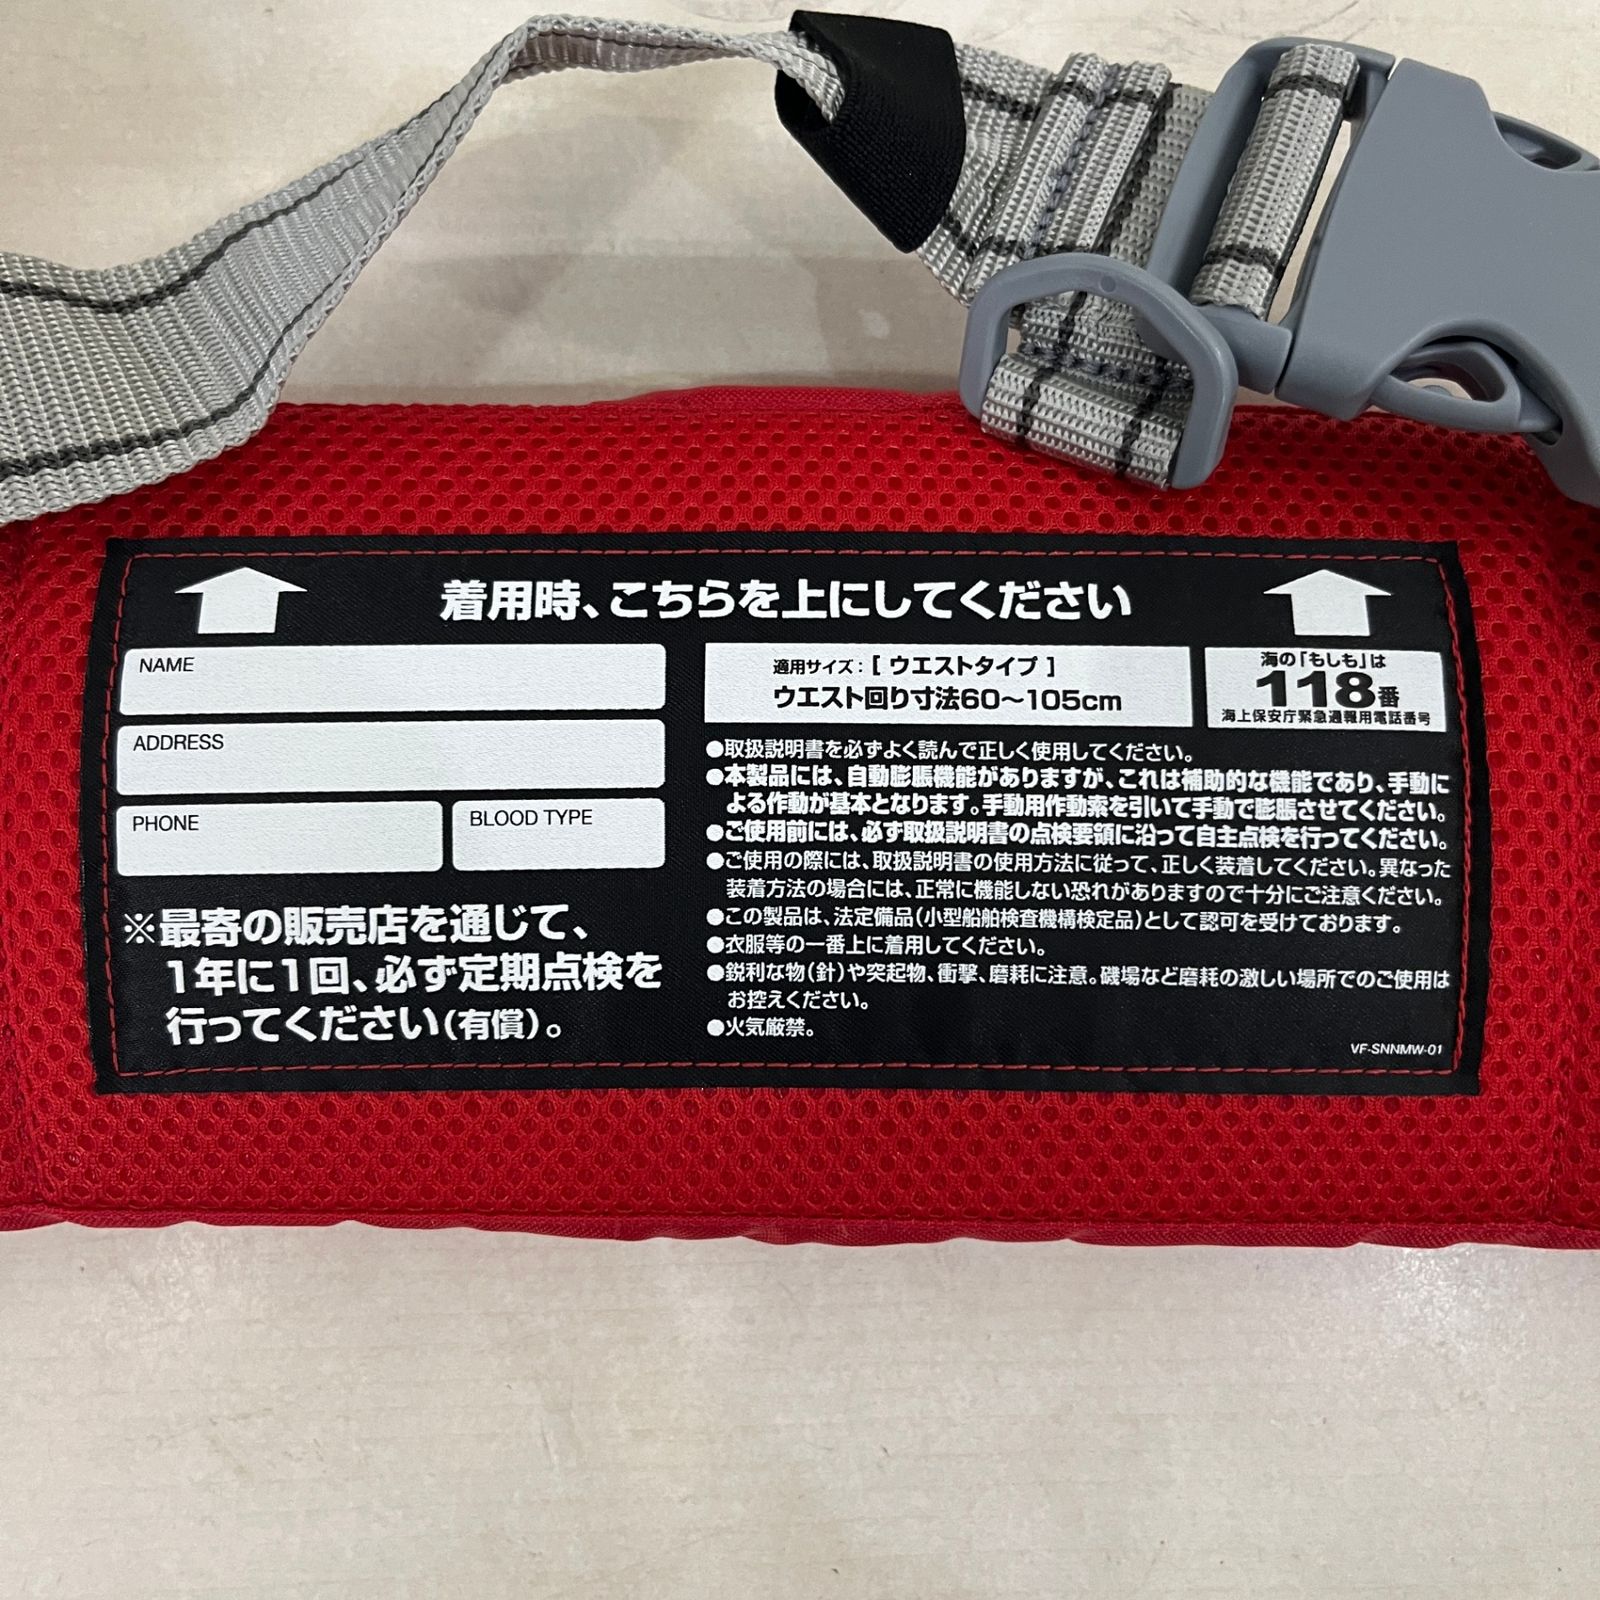 着用時、こちらを上にしてください
NAME
ADDRESS
PHONE
BLOOD TYPE
※最寄の販売店を通じて、
1年に1回、必ず定期点検を
行ってください(有償)。
適用サイズ:[ウエストタイプ]
ウエスト回り寸法60〜105cm
海の「もしも」は
118番
海上保安庁緊急通報用電話番号
●取扱説明書を必ずよく読んで正しく使用してください。
●本製品には、自動膨脹機能がありますが、これは補助的な機能であり、手動に
よる作動が基本となります。手動用作動索を引いて手動で膨脹させてください。
●ご使用前には、必ず取扱説明書の点検要領に沿って自主点検を行ってください。
●ご使用の際には、取扱説明書の使用方法に従って、正しく装着してください。異なった
装着方法の場合には、正常に機能しない恐れがありますので十分にご注意ください。
●この製品は、法定備品(小型船舶検査機構検定品)として認可を受けております。
●衣服等の一番上に着用してください。
●鋭利な物(針)や突起物、衝撃、磨耗に注意。磯場など磨耗の激しい場所でのご使用は
お控えください。
●火気厳禁。
VF-SNNMW-01